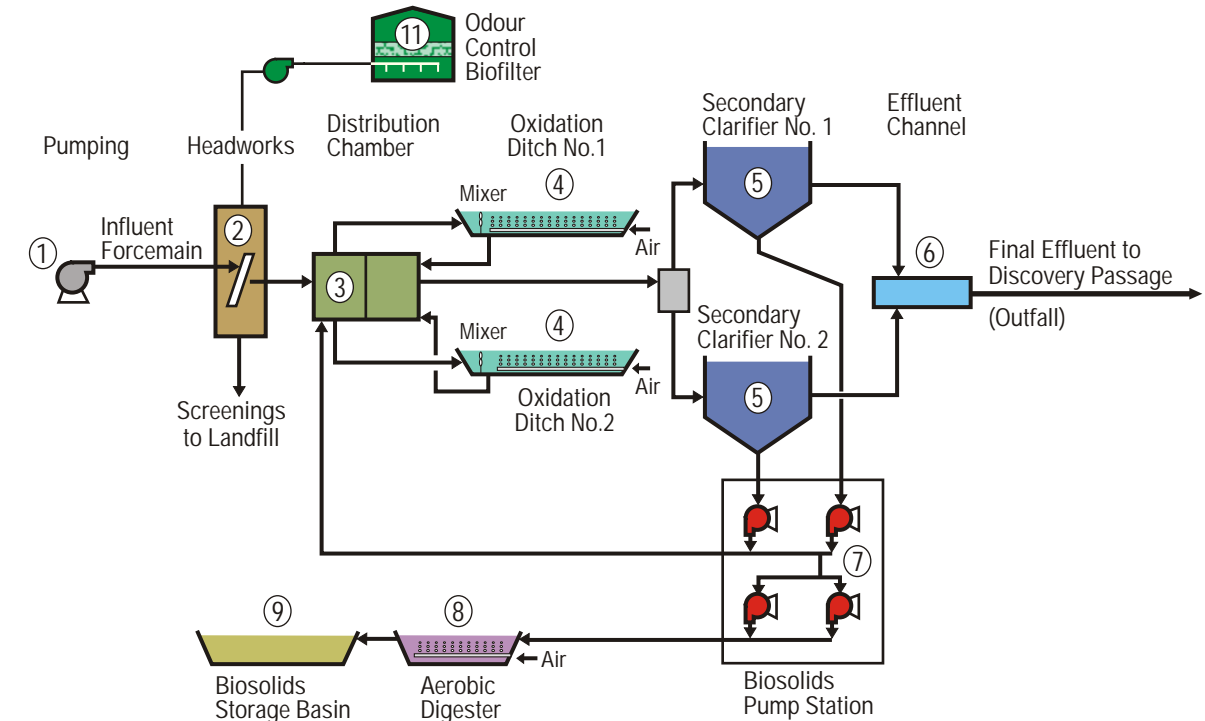 11
Odour
Control
Biofilter
Pumping
Headworks
Distribution
Chamber
Oxidation
Ditch No.1
Secondary
Clarifier No. 1
Effluent
Channel
1
Influent
Forcemain
2
3
Mixer
4
Air
5
6
Final Effluent to
Discovery Passage
(Outfall)
Mixer
4
Air
Oxidation
Ditch No.2
Secondary
Clarifier No. 2
5
Screenings
to Landfill
7
9
8
Air
Biosolids
Storage Basin
Aerobic
Digester
Biosolids
Pump Station